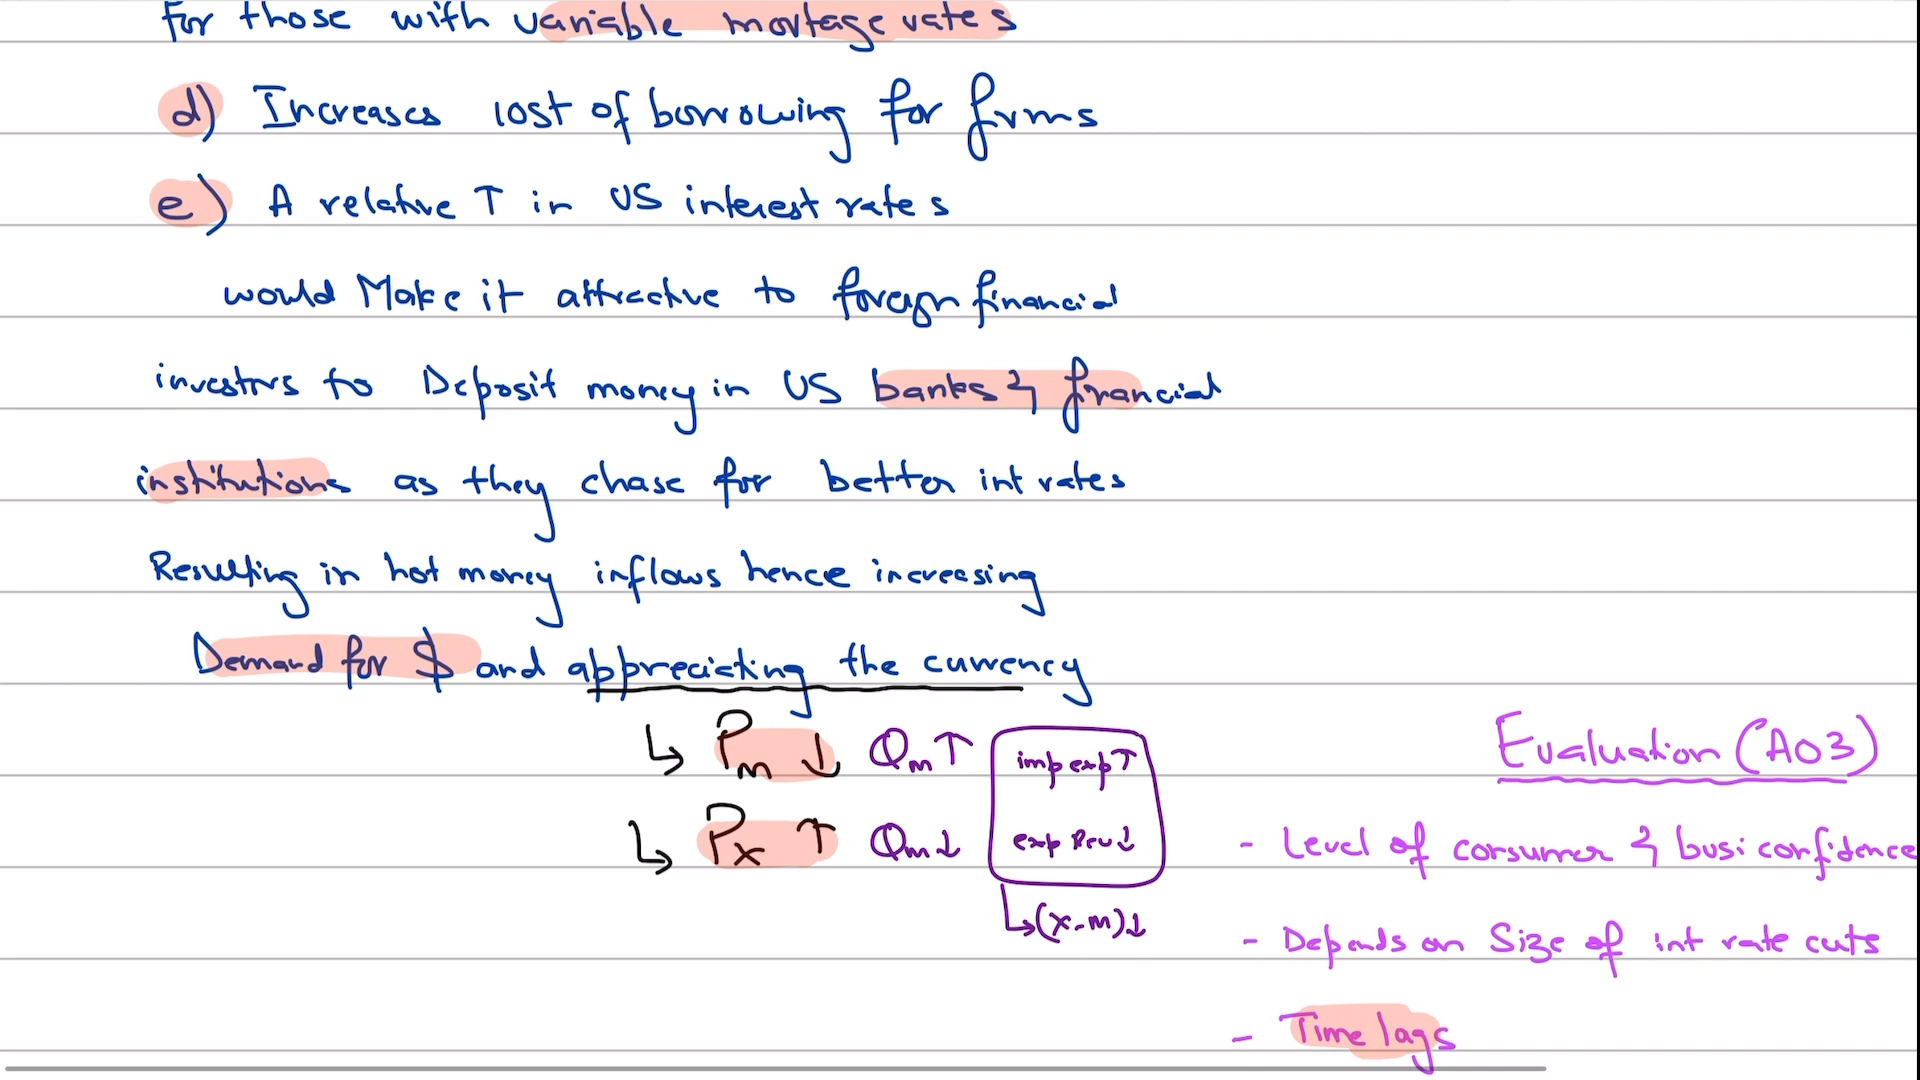 for those with variable mortage rates
d) Increases cost of borrowing for firms
e) A relative ↑ in US interest rates
would Make it attractive to foreign financial
investors to Deposit money in US banks & financial
institutions as they chase for better int rates
Resulting in hot money inflows hence increasing
Demand for $ and appreciating the currency
↳ Pm ↓ Qm↑ imp exp↑
↳ Px ↑ Qm↓ exp Rev↓
↳(x-m)↓
Evaluation (AO3)
- Level of consumer & busi confidence
- Depends on Size of int rate cuts
- Time lags